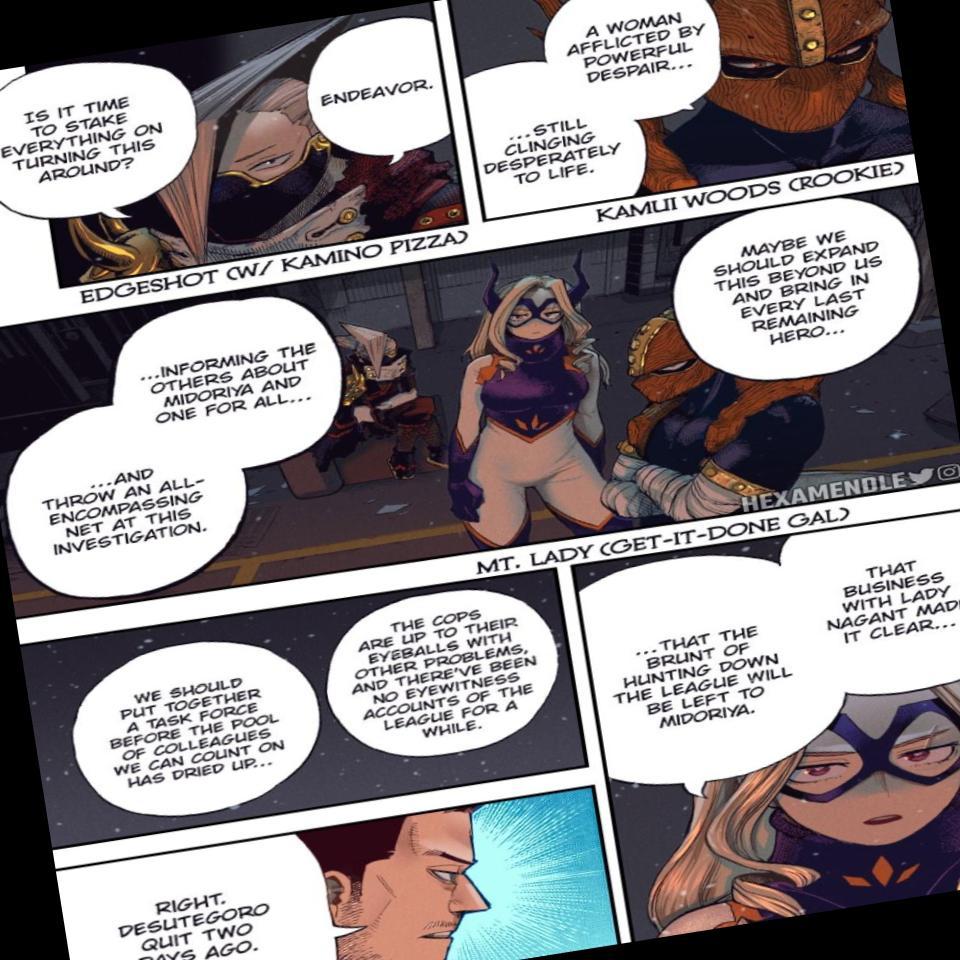 A WOMAN
AFFLICTED BY
POWERFUL
DESPAIR...
...STILL
CLINGING
DESPERATELY
TO LIFE.
KAMUI WOODS (ROOKIE)
ENDEAVOR.
IS IT TIME
TO STAKE
EVERYTHING ON
TURNING THIS
AROUND?
EDGESHOT (W/ KAMINO PIZZA)
MAYBE WE
SHOULD EXPAND
THIS BEYOND US
AND BRING IN
EVERY LAST
REMAINING
HERO...
...INFORMING THE
OTHERS ABOUT
MIDORIYA AND
ONE FOR ALL...
...AND
THROW AN ALL-
ENCOMPASSING
NET AT THIS
INVESTIGATION.
HEXAMENDLE
MT. LADY (GET-IT-DONE GAL)
THAT
BUSINESS
WITH LADY
NAGANT MADE
IT CLEAR...
...THAT THE
BRUNT OF
HUNTING DOWN
THE LEAGUE WILL
BE LEFT TO
MIDORIYA.
THE COPS
ARE UP TO THEIR
EYEBALLS WITH
OTHER PROBLEMS,
AND THERE'VE BEEN
NO EYEWITNESS
ACCOUNTS OF THE
LEAGUE FOR A
WHILE.
WE SHOULD
PUT TOGETHER
A TASK FORCE
BEFORE THE POOL
OF COLLEAGUES
WE CAN COUNT ON
HAS DRIED UP...
RIGHT.
DESUTEGORO
QUIT TWO
DAYS AGO.